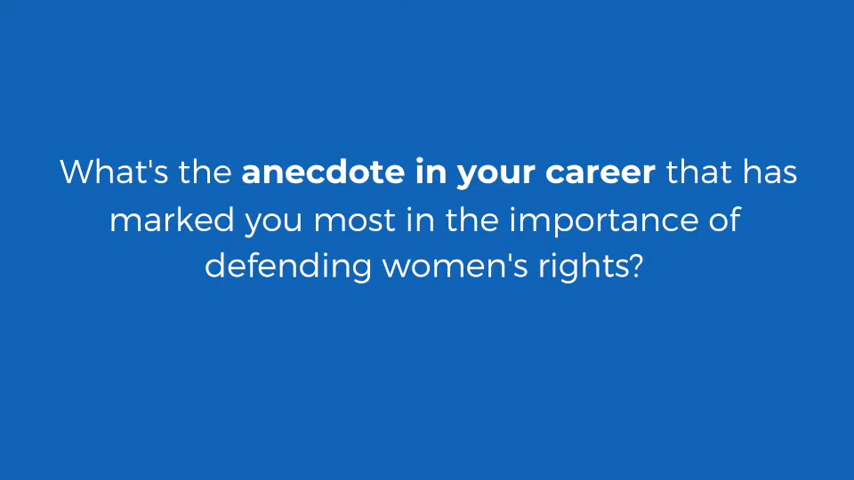 What's the anecdote in your career that has
marked you most in the importance of
defending women's rights?